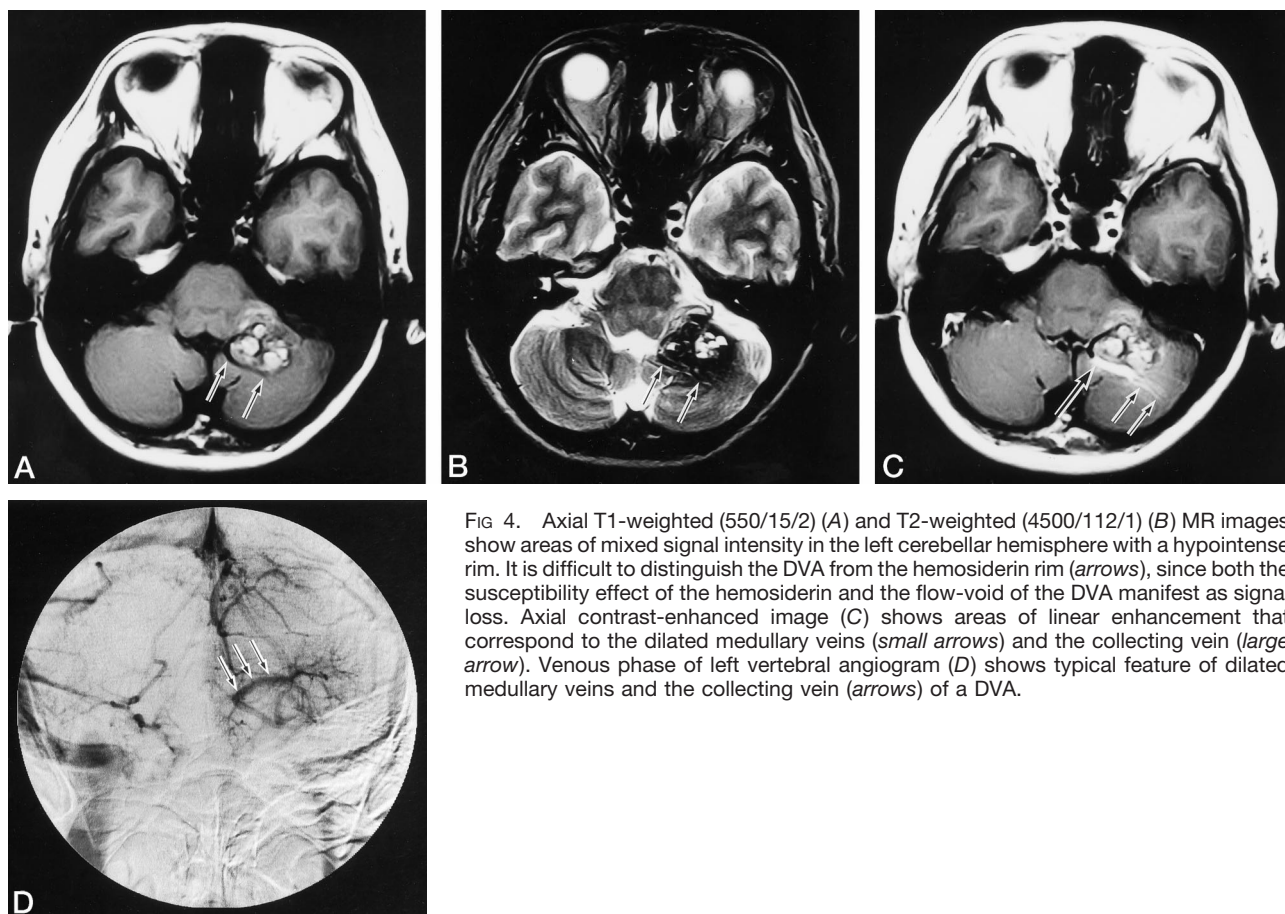 A
B
C
D
FIG 4. Axial T1-weighted (550/15/2) (A) and T2-weighted (4500/112/1) (B) MR images
show areas of mixed signal intensity in the left cerebellar hemisphere with a hypointense
rim. It is difficult to distinguish the DVA from the hemosiderin rim (arrows), since both the
susceptibility effect of the hemosiderin and the flow-void of the DVA manifest as signal
loss. Axial contrast-enhanced image (C) shows areas of linear enhancement that
correspond to the dilated medullary veins (small arrows) and the collecting vein (large
arrow). Venous phase of left vertebral angiogram (D) shows typical feature of dilated
medullary veins and the collecting vein (arrows) of a DVA.